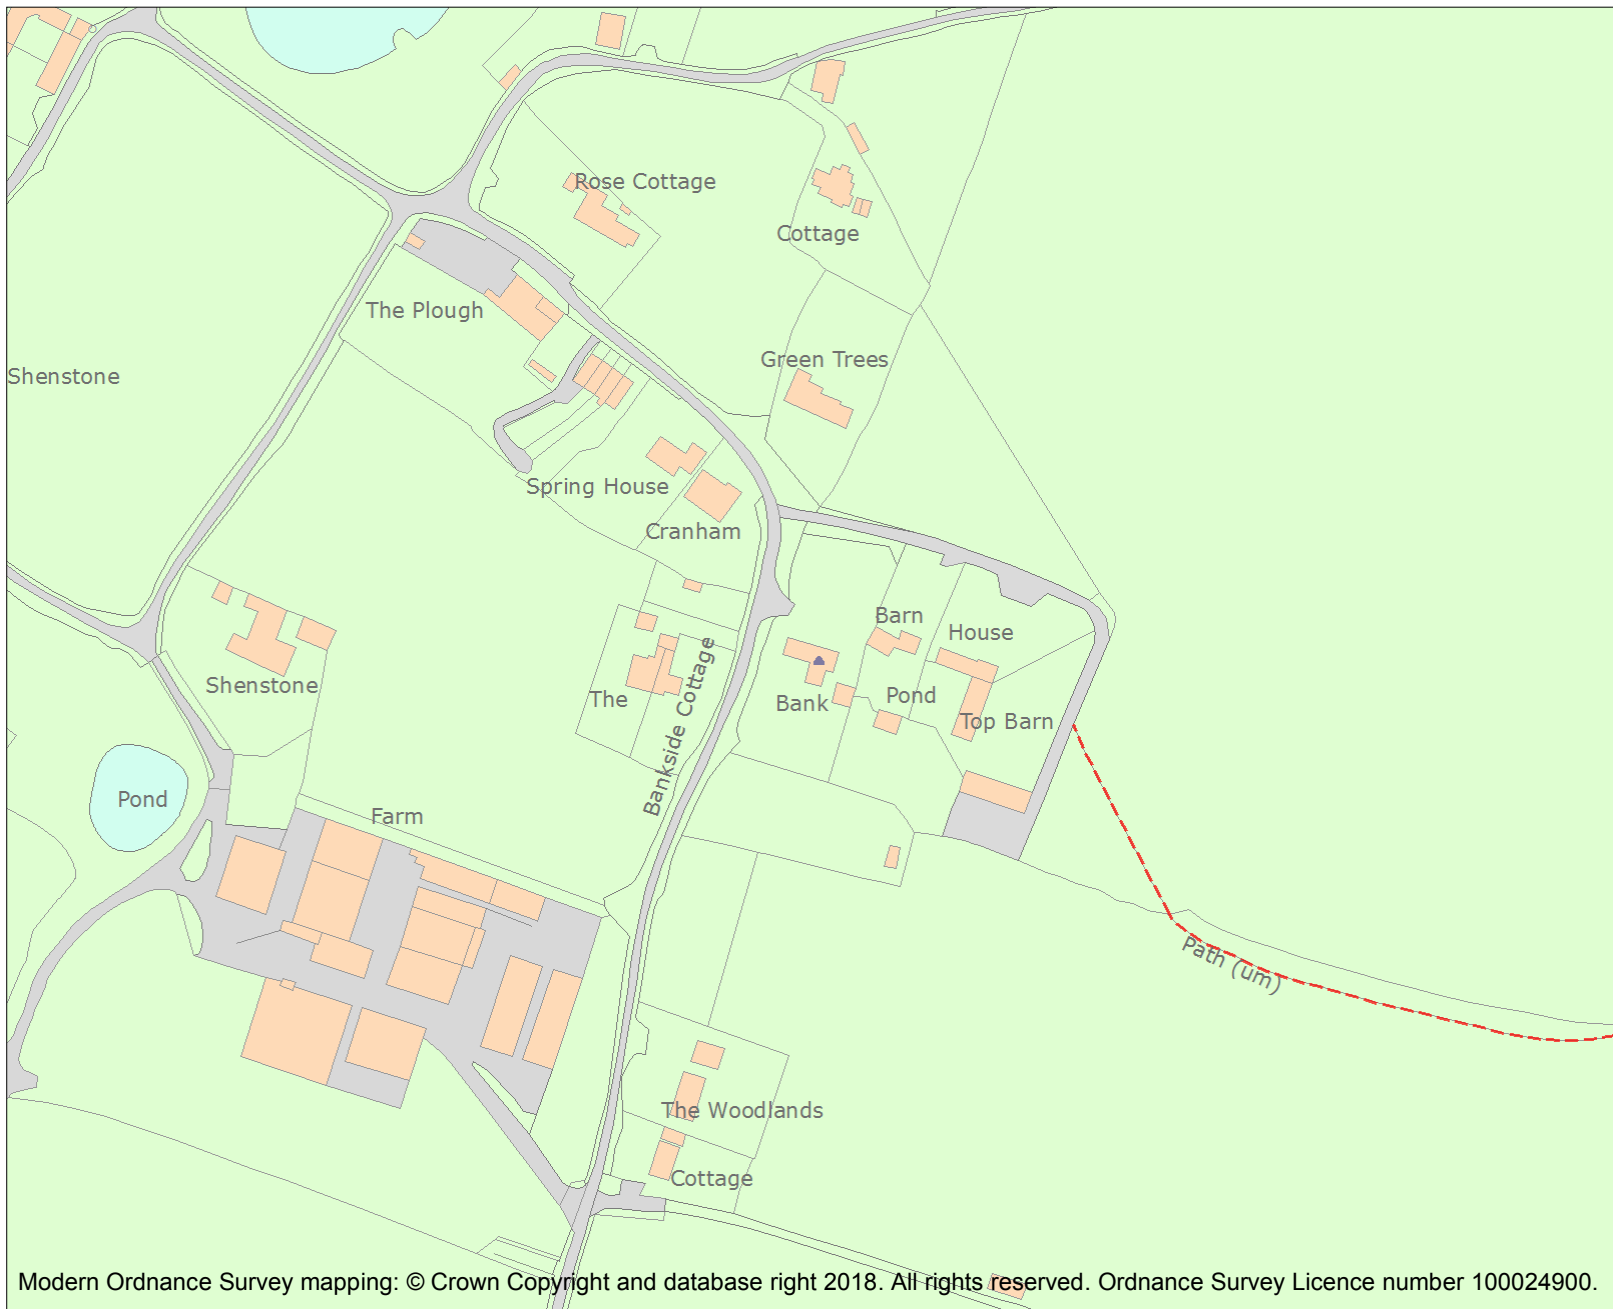 Rose Cottage
Cottage
The Plough
Green Trees
Shenstone
Spring House
Cranham
Barn
House
Shenstone
The
Bankside Cottage
Bank
Pond
Top Barn
Pond
Farm
Path (um)
The Woodlands
Cottage
Modern Ordnance Survey mapping: © Crown Copyright and database right 2018. All rights reserved. Ordnance Survey Licence number 100024900.